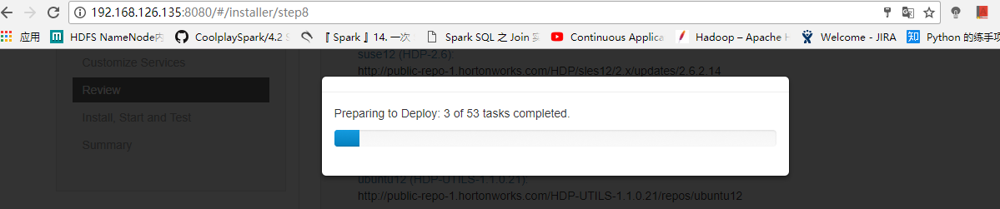 192.168.126.135:8080/#/installer/step8
应用 HDFS NameNode内 CoolplaySpark/4.2 S 『 Spark 』14. 一次 Spark SQL 之 Join 实 Continuous Applica Hadoop – Apache H Welcome - JIRA 知 Python 的练手项
Customize Services
suse12 (HDP-2.6):
http://public-repo-1.hortonworks.com/HDP/sles12/2.x/updates/2.6.2.14
Review
Preparing to Deploy: 3 of 53 tasks completed.
Install, Start and Test
Summary
ubuntu12 (HDP-UTILS-1.1.0.21):
http://public-repo-1.hortonworks.com/HDP-UTILS-1.1.0.21/repos/ubuntu12